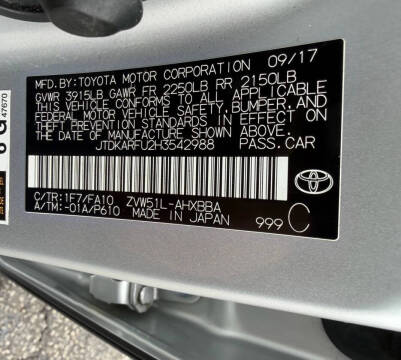 MFD.BY:TOYOTA MOTOR CORPORATION 09/17
GVWR 3915LB GAWR FR 2250LB RR 2150LB
THIS VEHICLE CONFORMS TO ALL APPLICABLE
FEDERAL MOTOR VEHICLE SAFETY,BUMPER,AND
THEFT PREVENTION STANDARDS IN EFFECT ON
THE DATE OF MANUFACTURE SHOWN ABOVE.
JTDKARFU2H3542988 PASS.CAR
C/TR:1F7/FA10 ZVW51L-AHXBBA
A/TM:-01A/P610 MADE IN JAPAN
999 C
47670